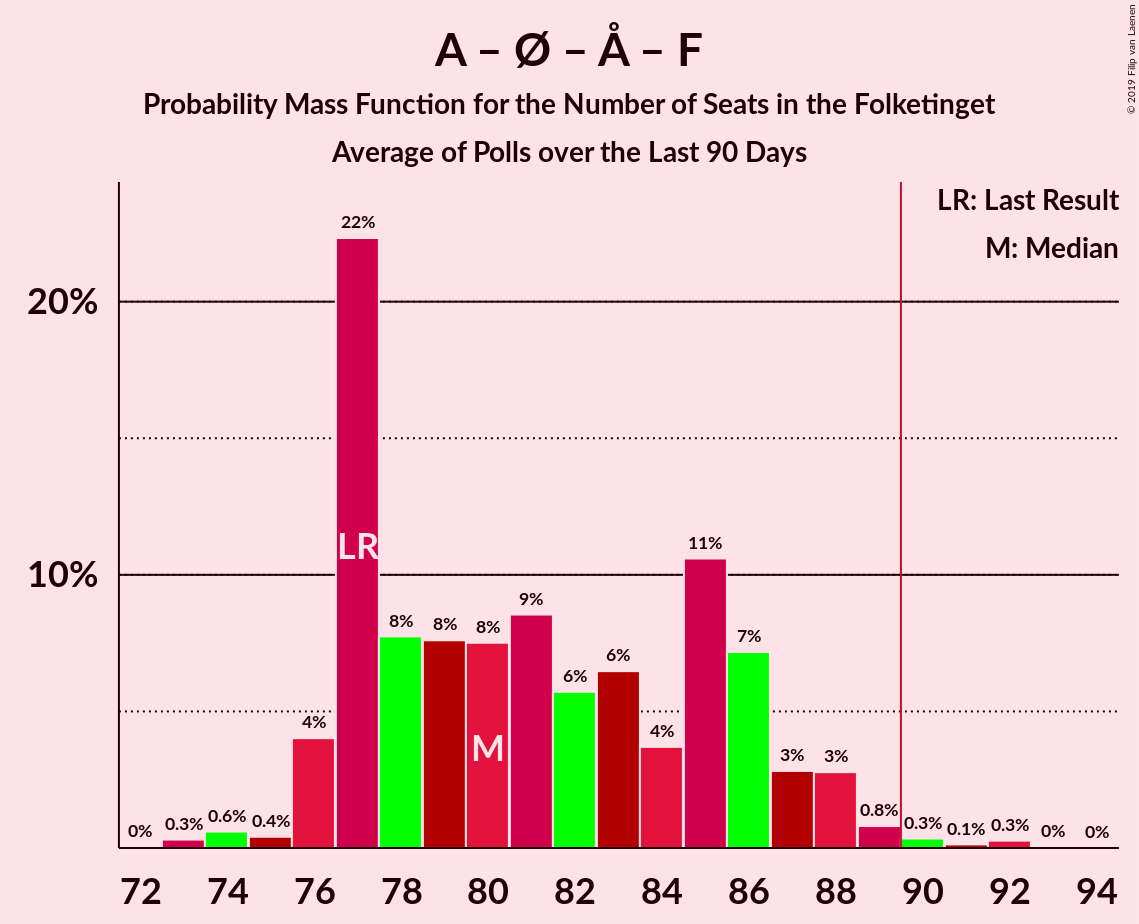 A – Ø – Å – F
Probability Mass Function for the Number of Seats in the Folketinget
Average of Polls over the Last 90 Days
© 2019 Filip van Laenen
LR: Last Result
M: Median
20%
10%
0%
0.3%
0.6%
0.4%
4%
22%
8%
8%
8%
9%
6%
6%
4%
11%
7%
3%
3%
0.8%
0.3%
0.1%
0.3%
0%
0%
LR
M
72 74 76 78 80 82 84 86 88 90 92 94